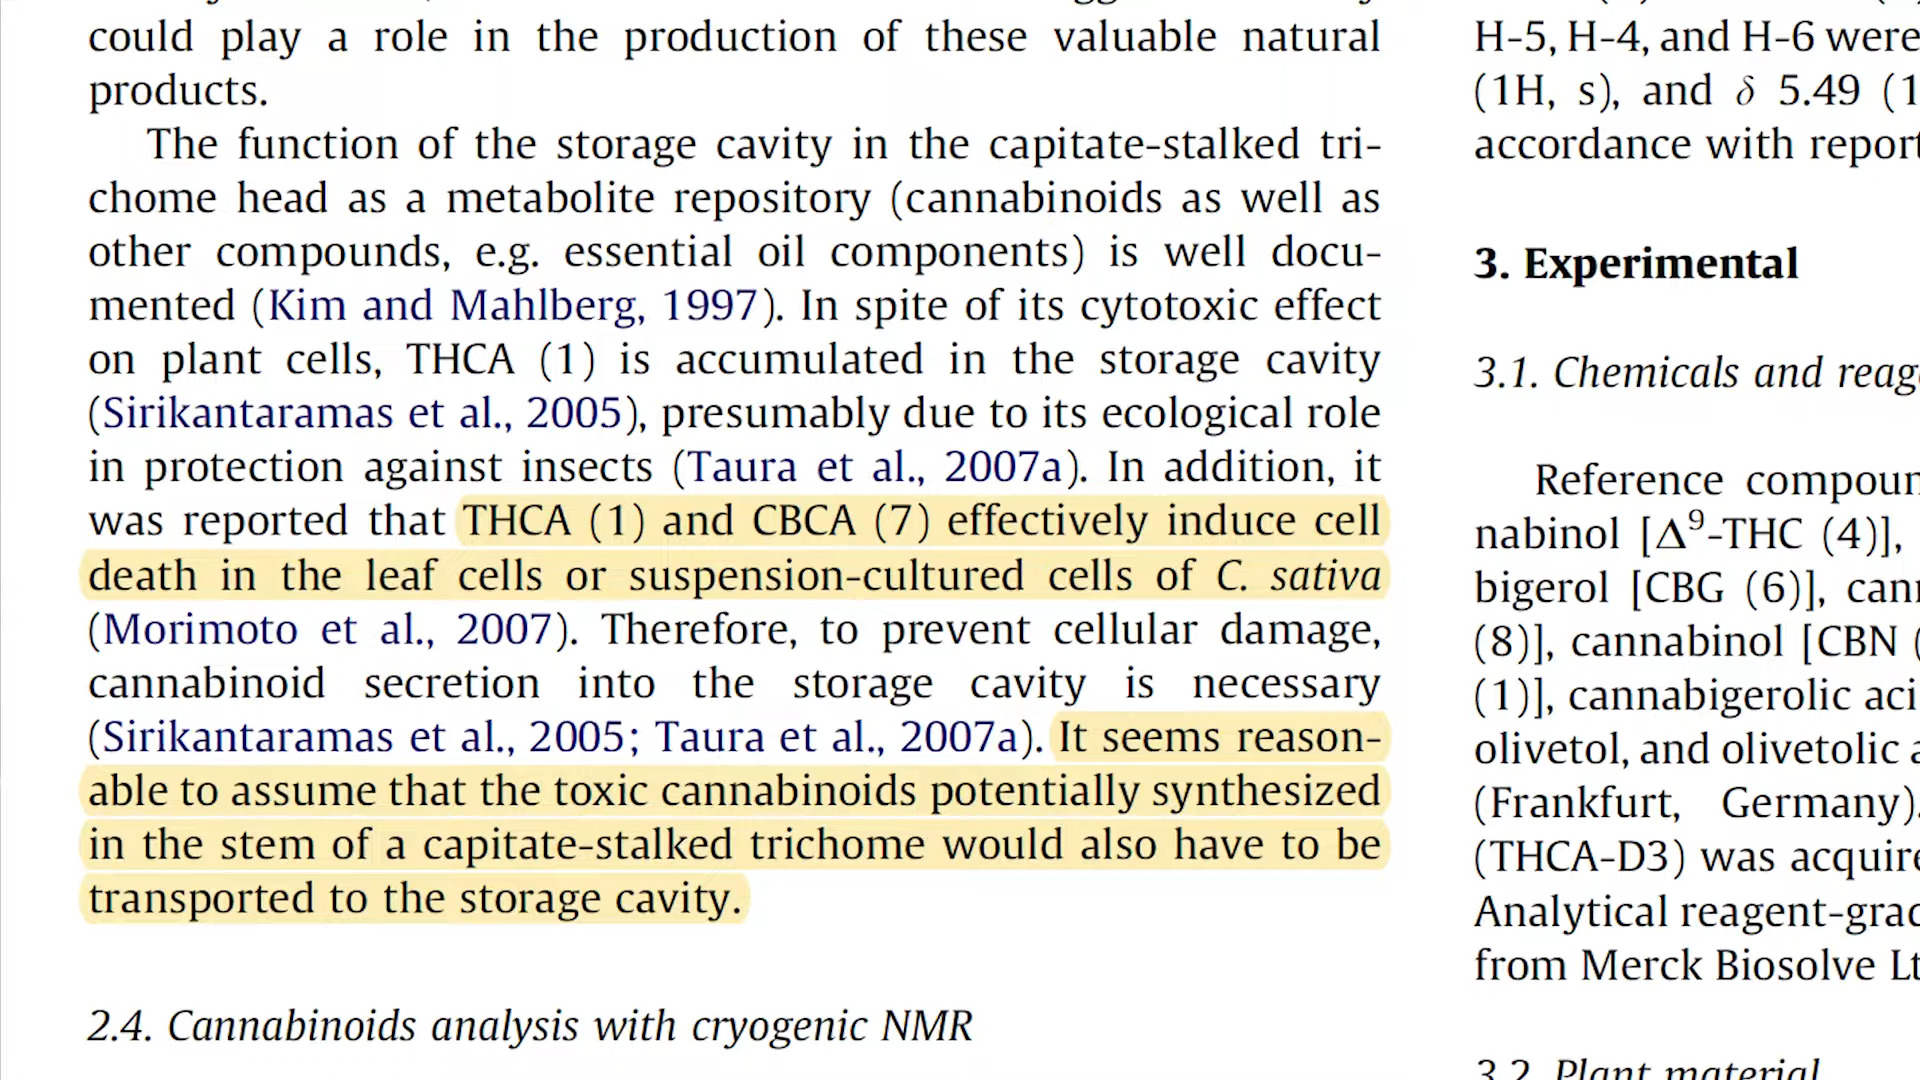 could play a role in the production of these valuable natural
products.
The function of the storage cavity in the capitate-stalked tri-
chome head as a metabolite repository (cannabinoids as well as
other compounds, e.g. essential oil components) is well docu-
mented (Kim and Mahlberg, 1997). In spite of its cytotoxic effect
on plant cells, THCA (1) is accumulated in the storage cavity
(Sirikantaramas et al., 2005), presumably due to its ecological role
in protection against insects (Taura et al., 2007a). In addition, it
was reported that THCA (1) and CBCA (7) effectively induce cell
death in the leaf cells or suspension-cultured cells of C. sativa
(Morimoto et al., 2007). Therefore, to prevent cellular damage,
cannabinoid secretion into the storage cavity is necessary
(Sirikantaramas et al., 2005; Taura et al., 2007a). It seems reason-
able to assume that the toxic cannabinoids potentially synthesized
in the stem of a capitate-stalked trichome would also have to be
transported to the storage cavity.
2.4. Cannabinoids analysis with cryogenic NMR
H-5, H-4, and H-6 were
(1H, s), and δ 5.49 (1
accordance with report
3. Experimental
3.1. Chemicals and reag
Reference compoun
nabinol [Δ⁹-THC (4)],
bigerol [CBG (6)], can
(8)], cannabinol [CBN (
(1)], cannabigerolic aci
olivetol, and olivetolic a
(Frankfurt, Germany).
(THCA-D3) was acquire
Analytical reagent-grad
from Merck Biosolve Lt
3.2. Plant material